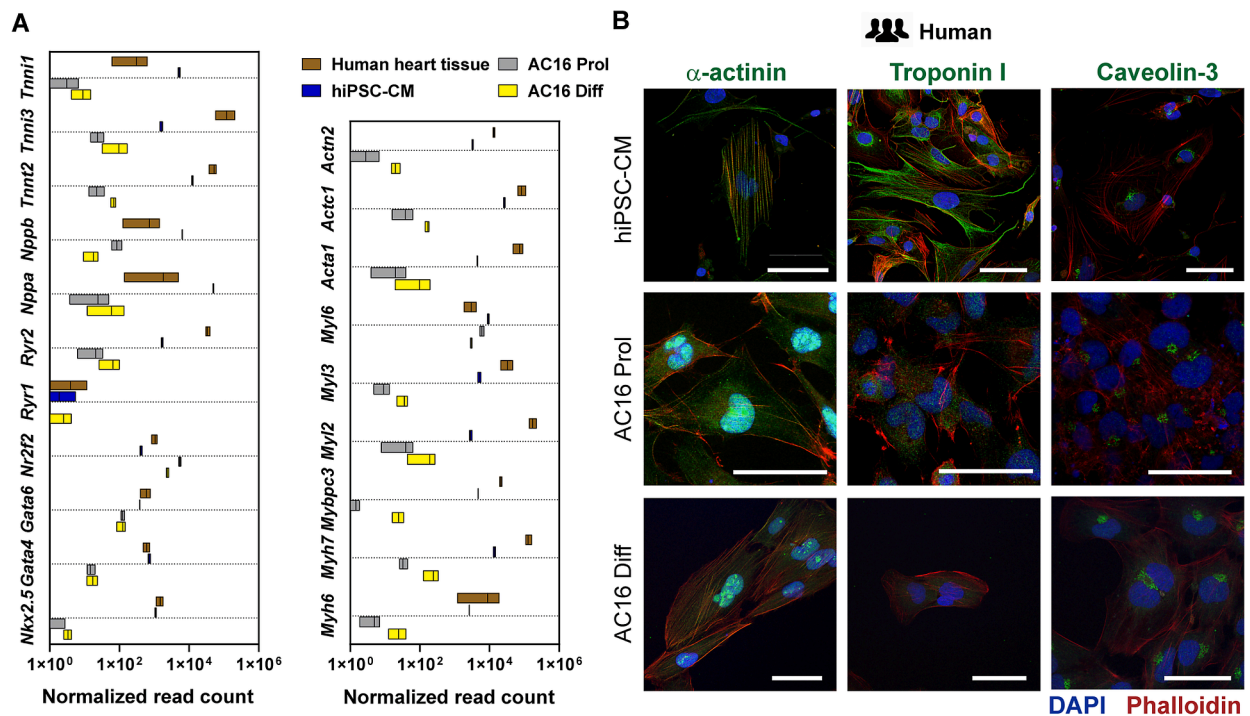 A
Human heart tissue
hiPSC-CM
AC16 Prol
AC16 Diff
Tnni1
Tnni3
Tnnt2
Nppb
Nppa
Ryr2
Ryr1
Nr2f2
Gata6
Gata4
Nkx2.5
1×10⁰ 1×10² 1×10⁴ 1×10⁶
Normalized read count
Actn2
Actc1
Acta1
Myl6
Myl3
Myl2
Mybpc3
Myh7
Myh6
1×10⁰ 1×10² 1×10⁴ 1×10⁶
Normalized read count
B
Human
α-actinin Troponin I Caveolin-3
hiPSC-CM
AC16 Prol
AC16 Diff
DAPI Phalloidin